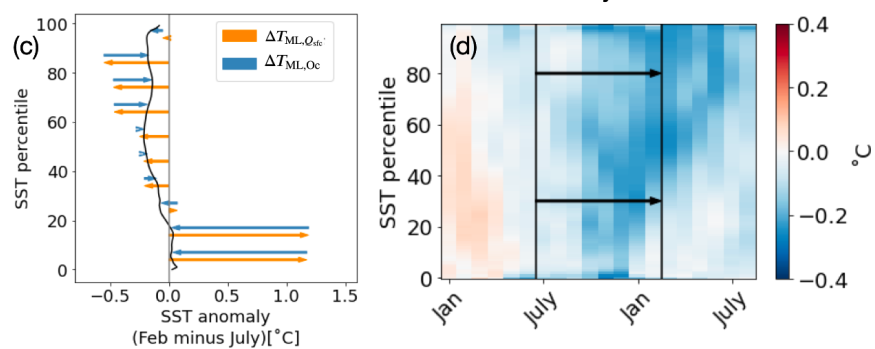 (c)
100
80
60
40
20
0
SST percentile
ΔT_ML,Q_sfc'
ΔT_ML,Oc
−0.5 0.0 0.5 1.0 1.5
SST anomaly
(Feb minus July)[˚C]
(d)
80
60
40
20
0
SST percentile
Jan July Jan July
0.4
0.2
0.0
−0.2
−0.4
˚C